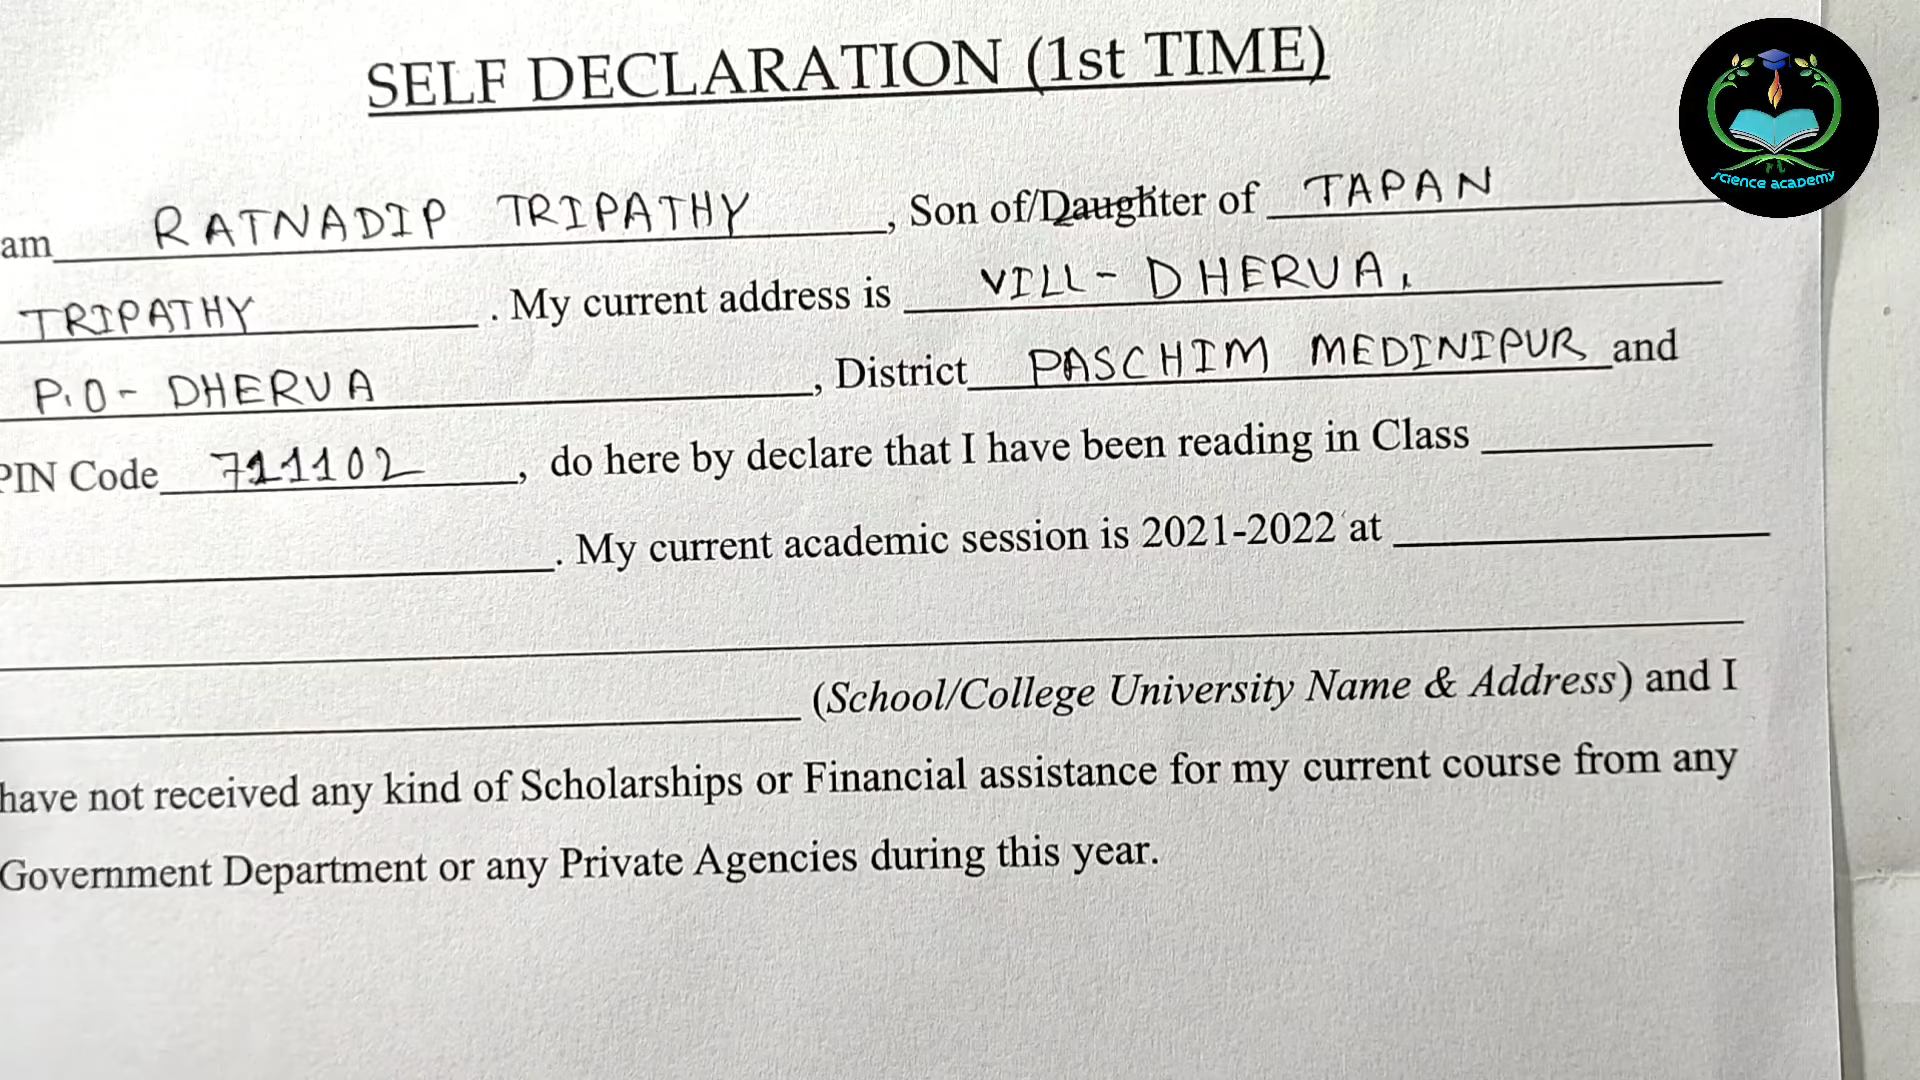 SELF DECLARATION (1st TIME)
science academy
am RATNADIP TRIPATHY, Son of/Daughter of TAPAN
TRIPATHY. My current address is VILL- DHERUA,
P.O- DHERUA, District PASCHIM MEDINIPUR and
PIN Code 711102, do here by declare that I have been reading in Class
. My current academic session is 2021-2022 at
(School/College University Name & Address) and I
have not received any kind of Scholarships or Financial assistance for my current course from any
Government Department or any Private Agencies during this year.